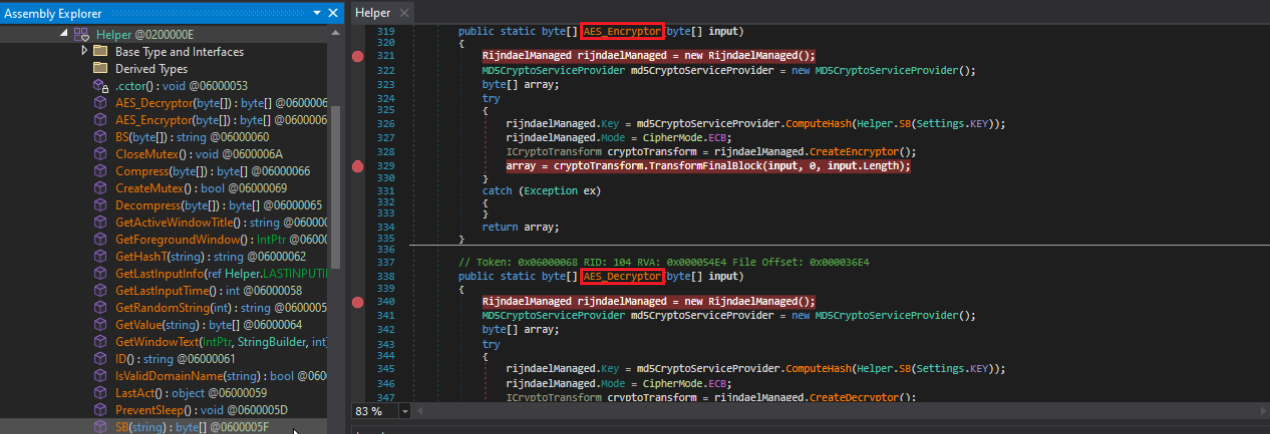 Assembly Explorer
Helper @0200000E
Base Type and Interfaces
Derived Types
.cctor() : void @06000053
AES_Decryptor(byte[]) : byte[] @0600006
AES_Encryptor(byte[]) : byte[] @0600006
BS(byte[]) : string @06000060
CloseMutex() : void @0600006A
Compress(byte[]) : byte[] @06000066
CreateMutex() : bool @06000069
Decompress(byte[]) : byte[] @06000065
GetActiveWindowTitle() : string @060000
GetForegroundWindow() : IntPtr @06000
GetHashT(string) : string @06000062
GetLastInputInfo(ref Helper.LASTINPUTI
GetLastInputTime() : int @06000058
GetRandomString(int) : string @0600005
GetValue(string) : byte[] @06000064
GetWindowText(IntPtr, StringBuilder, int)
ID() : string @06000061
IsValidDomainName(string) : bool @060
LastAct() : object @06000059
PreventSleep() : void @0600005D
SB(string) : byte[] @0600005F
Helper
319 public static byte[] AES_Encryptor(byte[] input)
320 {
321 RijndaelManaged rijndaelManaged = new RijndaelManaged();
322 MD5CryptoServiceProvider md5CryptoServiceProvider = new MD5CryptoServiceProvider();
323 byte[] array;
324 try
325 {
326 rijndaelManaged.Key = md5CryptoServiceProvider.ComputeHash(Helper.SB(Settings.KEY));
327 rijndaelManaged.Mode = CipherMode.ECB;
328 ICryptoTransform cryptoTransform = rijndaelManaged.CreateEncryptor();
329 array = cryptoTransform.TransformFinalBlock(input, 0, input.Length);
330 }
331 catch (Exception ex)
332 {
333 }
334 return array;
335 }
336
337 // Token: 0x06000068 RID: 104 RVA: 0x000054E4 File Offset: 0x000036E4
338 public static byte[] AES_Decryptor(byte[] input)
339 {
340 RijndaelManaged rijndaelManaged = new RijndaelManaged();
341 MD5CryptoServiceProvider md5CryptoServiceProvider = new MD5CryptoServiceProvider();
342 byte[] array;
343 try
344 {
345 rijndaelManaged.Key = md5CryptoServiceProvider.ComputeHash(Helper.SB(Settings.KEY));
346 rijndaelManaged.Mode = CipherMode.ECB;
347 ICryptoTransform cryptoTransform = rijndaelManaged.CreateDecryptor();
83 %